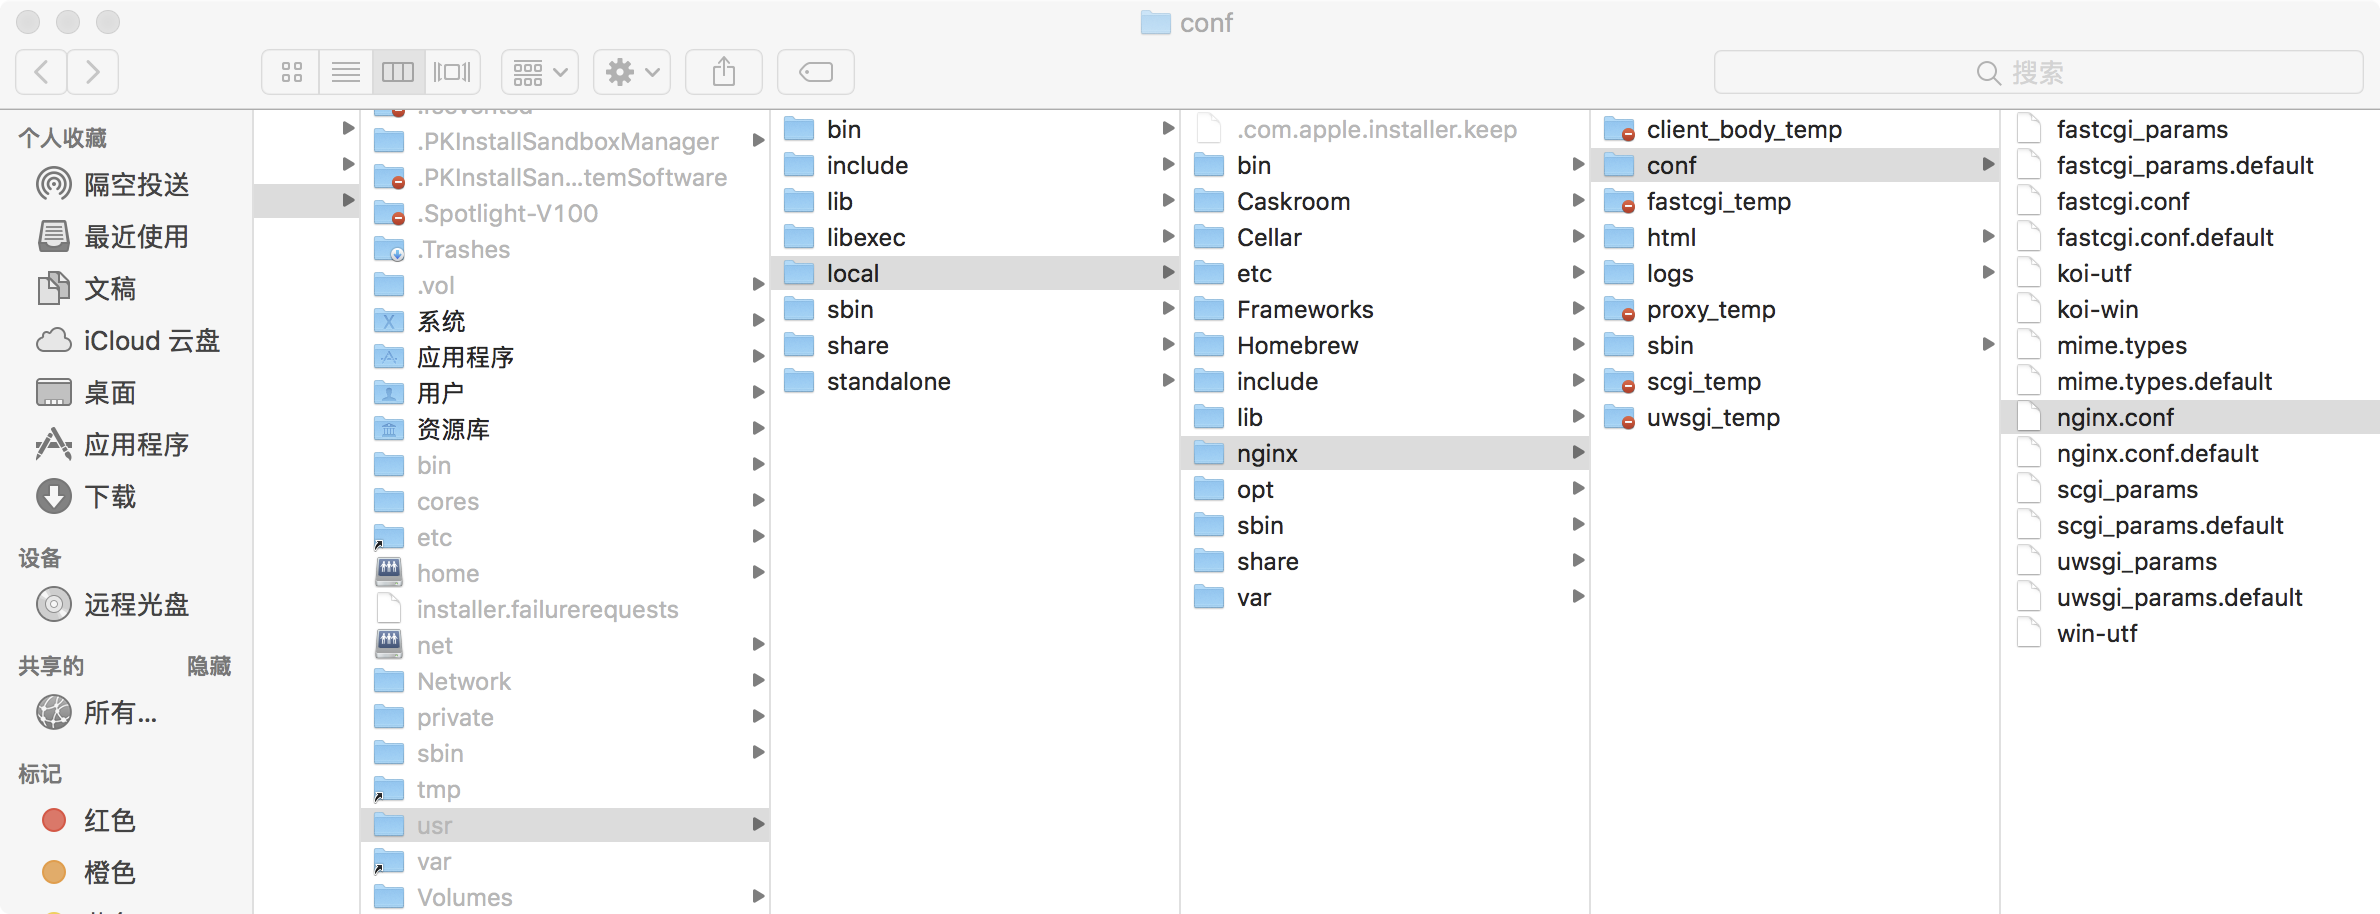 conf
搜索
个人收藏
隔空投送
最近使用
文稿
iCloud 云盘
桌面
应用程序
下载
设备
远程光盘
共享的 隐藏
所有...
标记
红色
橙色
.PKInstallSandboxManager
.PKInstallSan...temSoftware
.Spotlight-V100
.Trashes
.vol
系统
应用程序
用户
资源库
bin
cores
etc
home
installer.failurerequests
net
Network
private
sbin
tmp
usr
var
Volumes
bin
include
lib
libexec
local
sbin
share
standalone
.com.apple.installer.keep
bin
Caskroom
Cellar
etc
Frameworks
Homebrew
include
lib
nginx
opt
sbin
share
var
client_body_temp
conf
fastcgi_temp
html
logs
proxy_temp
sbin
scgi_temp
uwsgi_temp
fastcgi_params
fastcgi_params.default
fastcgi.conf
fastcgi.conf.default
koi-utf
koi-win
mime.types
mime.types.default
nginx.conf
nginx.conf.default
scgi_params
scgi_params.default
uwsgi_params
uwsgi_params.default
win-utf